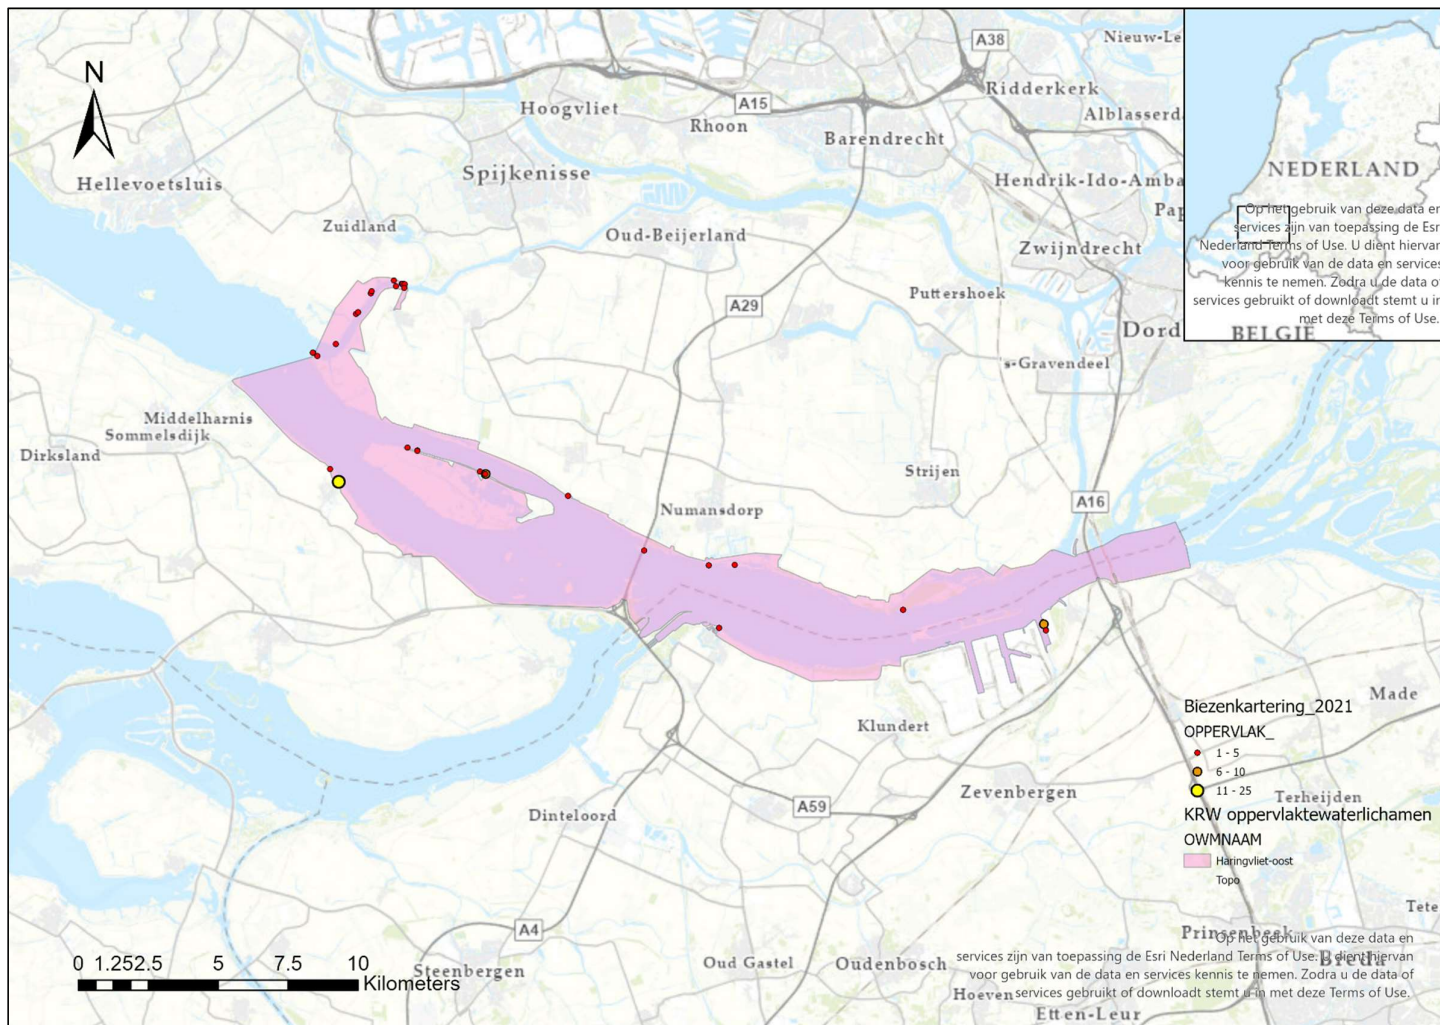 N
A38
Nieuw-Le
Ridderkerk
A15
Hoogvliet
Rhoon
Alblasserd
Barendrecht
Spijkenisse
Hendrik-Ido-Amba
Hellevoetsluis
Pap
Zuidland
Oud-Beijerland
Zwijndrecht
Puttershoek
A29
Dord
's-Gravendeel
NEDERLAND
Op het gebruik van deze data en
services zijn van toepassing de Esri
Nederland Terms of Use. U dient hiervan
voor gebruik van de data en services
kennis te nemen. Zodra u de data of
services gebruikt of downloadt stemt u in
met deze Terms of Use.
BELGIË
Middelharnis
Sommelsdijk
Dirksland
Strijen
A16
Numansdorp
Klundert
Made
Zevenbergen
A59
Dinteloord
Terheijden
Biezenkartering_2021
OPPERVLAK_
1 - 5
6 - 10
11 - 25
KRW oppervlaktewaterlichamen
OWMNAAM
Haringvliet-oost
Topo
A4
Tete
Prinsenbeek
Breda
Steenbergen
Oud Gastel
Oudenbosch
Hoeven
Etten-Leur
Op het gebruik van deze data en
services zijn van toepassing de Esri Nederland Terms of Use. U dient hiervan
voor gebruik van de data en services kennis te nemen. Zodra u de data of
services gebruikt of downloadt stemt u in met deze Terms of Use.
0 1.252.5 5 7.5 10
Kilometers